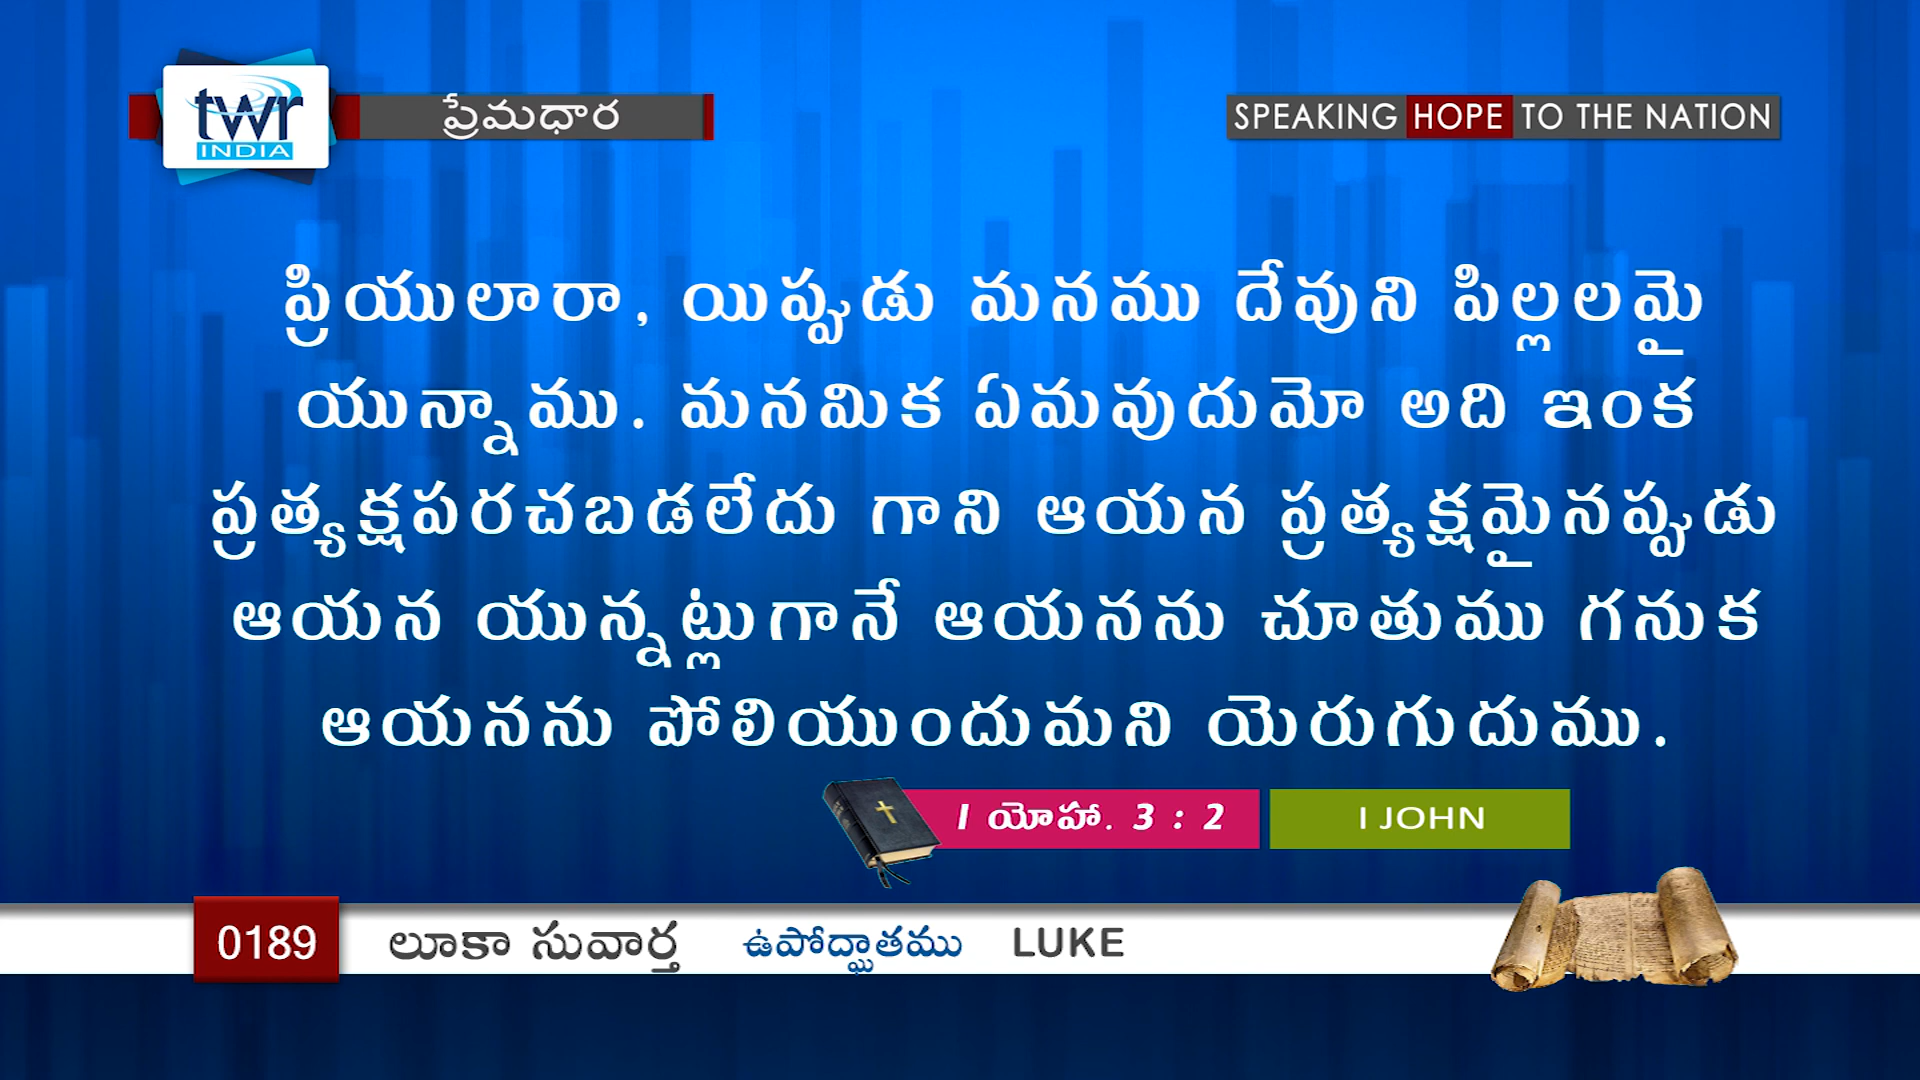 twr
INDIA
ప్రేమధార
SPEAKING HOPE TO THE NATION
ప్రియులారా, యిప్పుడు మనము దేవుని పిల్లలమై
యున్నాము. మనమిక ఏమవుదుమో అది ఇంక
ప్రత్యక్షపరచబడలేదు గాని ఆయన ప్రత్యక్షమైనప్పుడు
ఆయన యున్నట్లుగానే ఆయనను చూతుము గనుక
ఆయనను పోలియుందుమని యెరుగుదుము.
I యోహా. 3 : 2
I JOHN
0189 లూకా సువార్త ఉపోద్ఘాతము LUKE